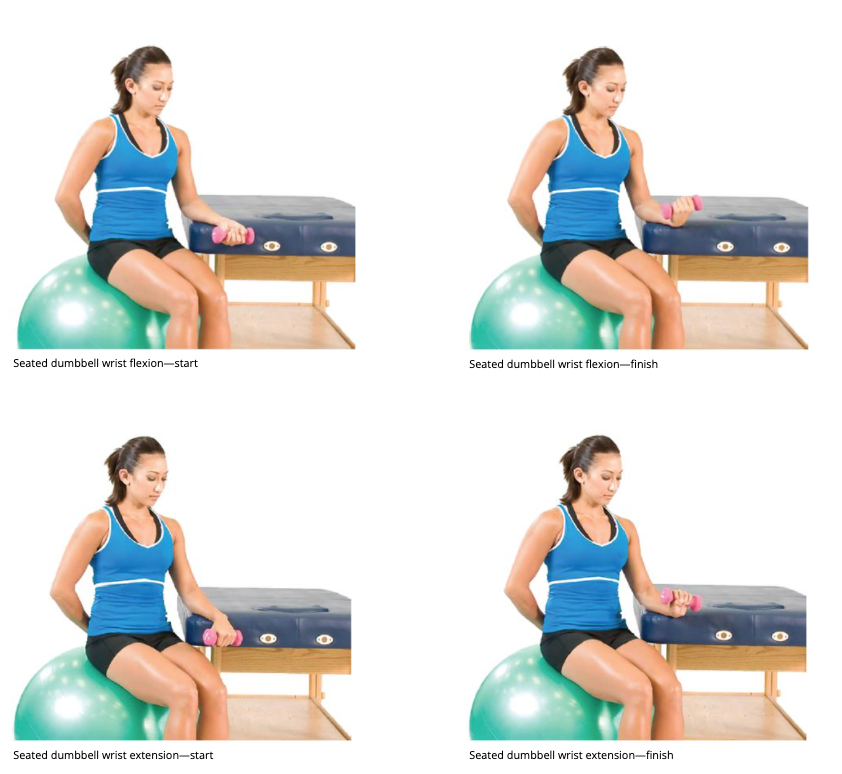 Seated dumbbell wrist flexion—start
Seated dumbbell wrist flexion—finish
Seated dumbbell wrist extension—start
Seated dumbbell wrist extension—finish